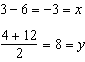 3 − 6 = −3 = x
(4 + 12)/2 = 8 = y